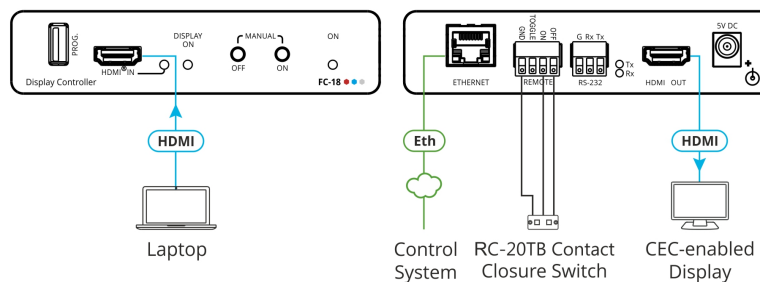 PROG.
HDMI® IN
DISPLAY
ON
MANUAL
OFF
ON
ON
Display Controller
FC-18
HDMI
Laptop
ETHERNET
GND
TOGGLE
ON
OFF
REMOTE
G Rx Tx
RS-232
Tx
Rx
HDMI OUT
5V DC
+
Eth
HDMI
Control
System
RC-20TB Contact
Closure Switch
CEC-enabled
Display